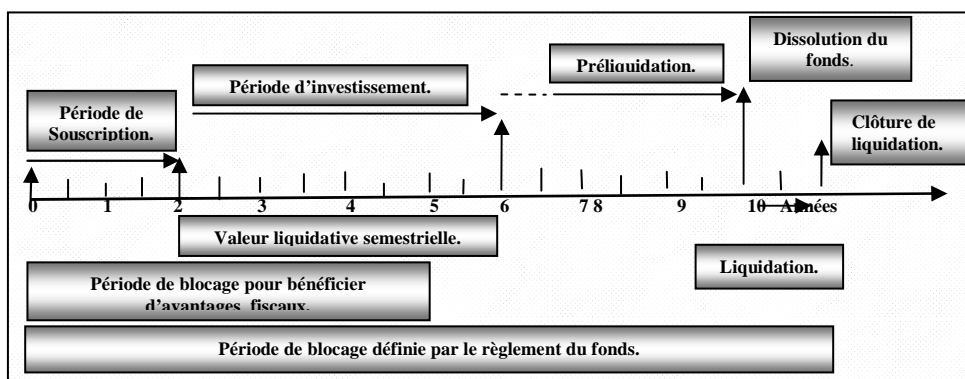 Dissolution du
fonds.
Préliquidation.
Période d’investissement.
Période de
Souscription.
Clôture de
liquidation.
0 1 2 3 4 5 6 7 8 9 10 Années
Valeur liquidative semestrielle.
Liquidation.
Période de blocage pour bénéficier
d’avantages fiscaux.
Période de blocage définie par le règlement du fonds.